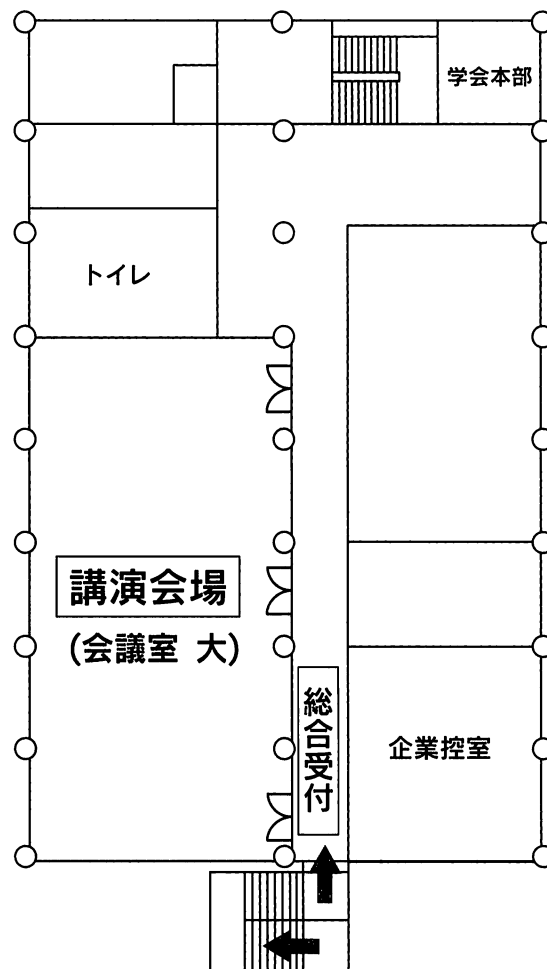 学会本部
トイレ
講演会場
(会議室 大)
総合受付
企業控室